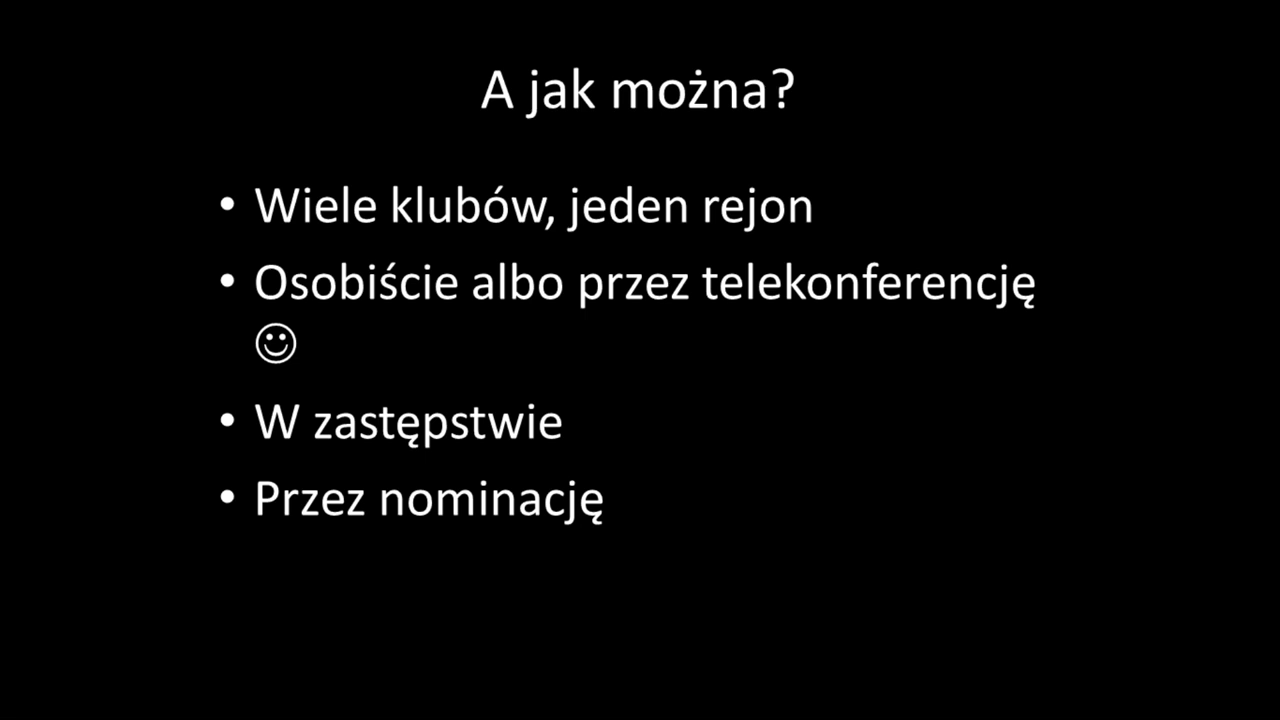 A jak można?
• Wiele klubów, jeden rejon
• Osobiście albo przez telekonferencję
☺
• W zastępstwie
• Przez nominację